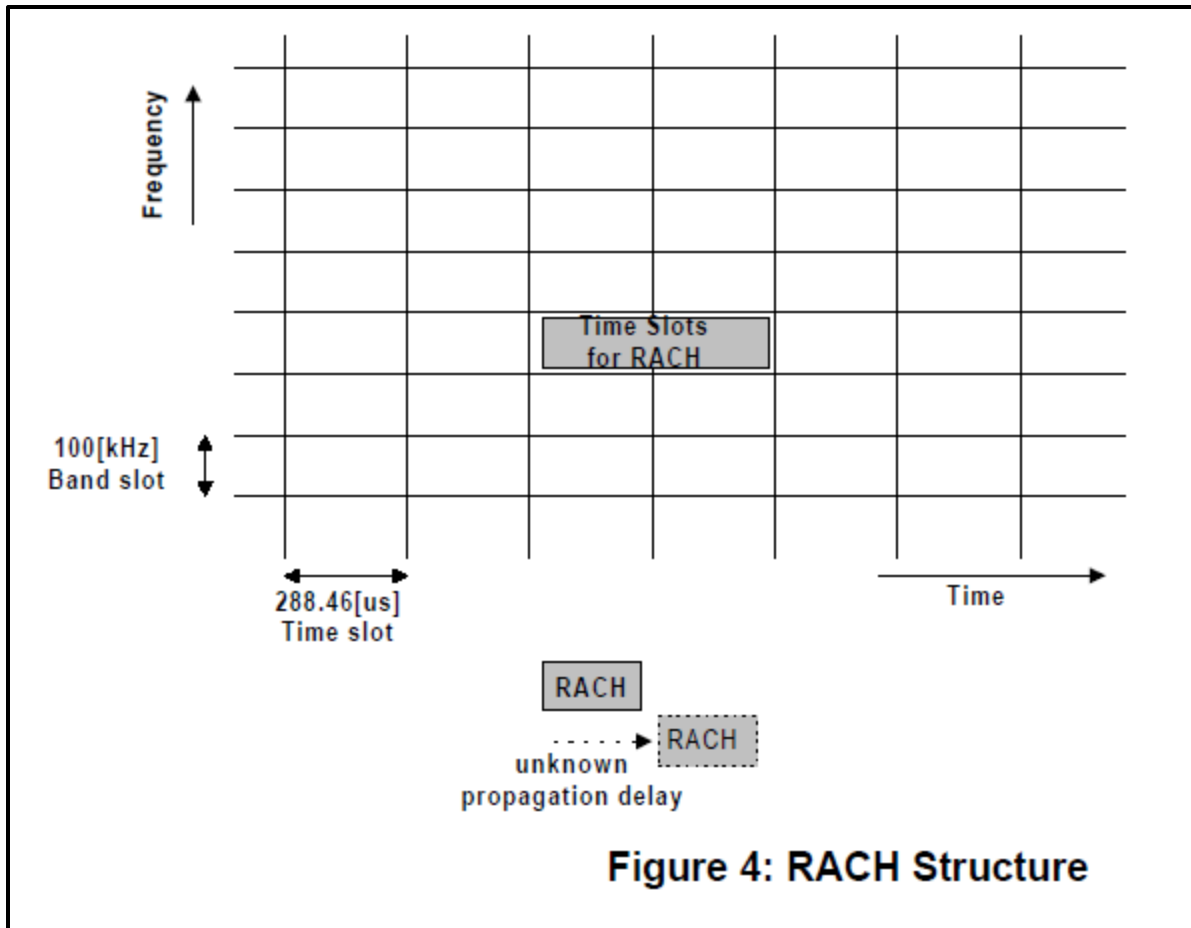 Frequency
Time Slots
for RACH
100[kHz]
Band slot
288.46[us]
Time slot
Time
RACH
RACH
unknown
propagation delay
Figure 4: RACH Structure